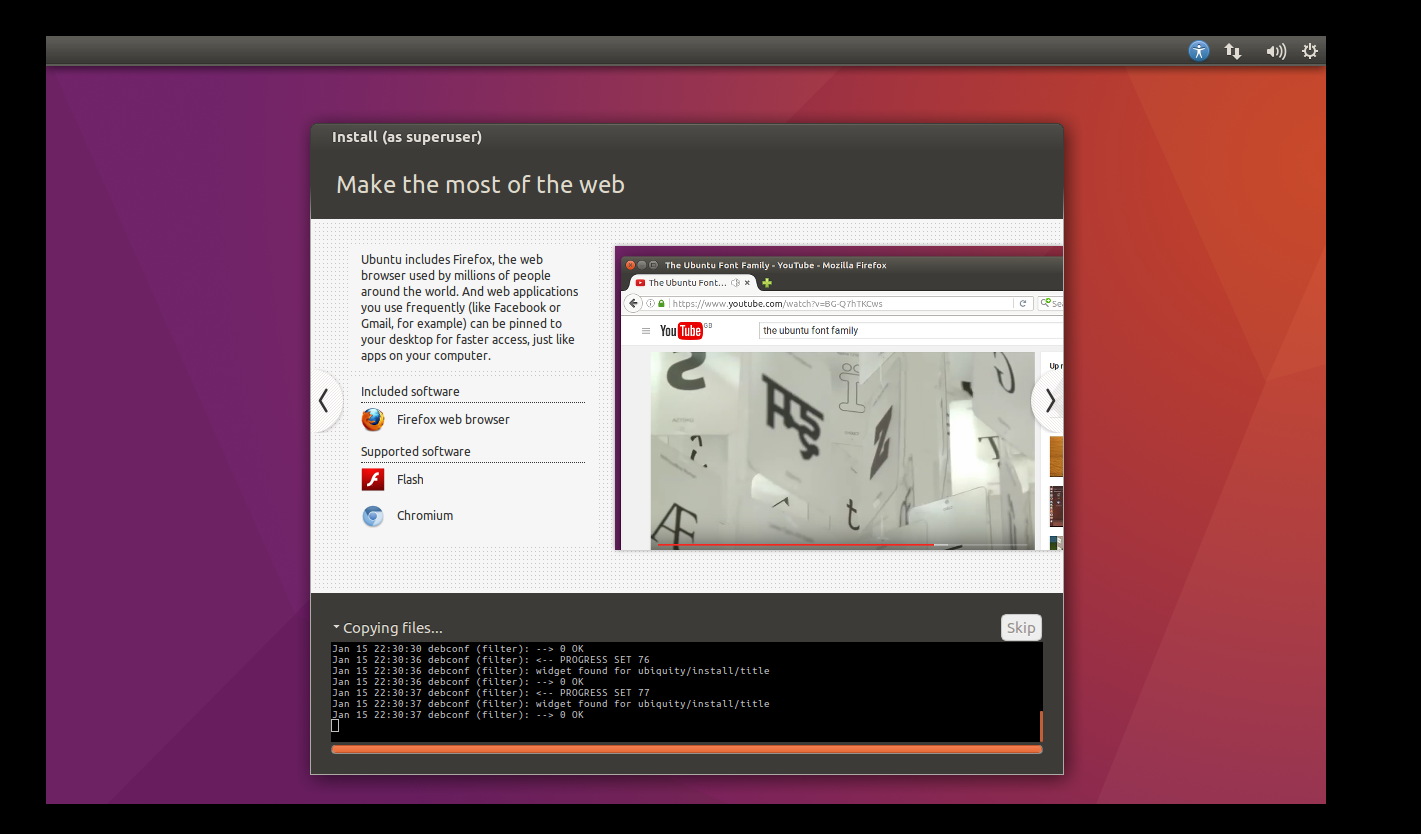 Install (as superuser)
Make the most of the web
Ubuntu includes Firefox, the web
browser used by millions of people
around the world. And web applications
you use frequently (like Facebook or
Gmail, for example) can be pinned to
your desktop for faster access, just like
apps on your computer.
Included software
Firefox web browser
Supported software
Flash
Chromium
The Ubuntu Font Family - YouTube - Mozilla Firefox
The Ubuntu Font...
https://www.youtube.com/watch?v=BG-Q7hTKCws
YouTube GB
the ubuntu font family
Copying files...
Skip
Jan 15 22:30:30 debconf (filter): --> 0 OK
Jan 15 22:30:36 debconf (filter): <-- PROGRESS SET 76
Jan 15 22:30:36 debconf (filter): widget found for ubiquity/install/title
Jan 15 22:30:36 debconf (filter): --> 0 OK
Jan 15 22:30:37 debconf (filter): <-- PROGRESS SET 77
Jan 15 22:30:37 debconf (filter): widget found for ubiquity/install/title
Jan 15 22:30:37 debconf (filter): --> 0 OK